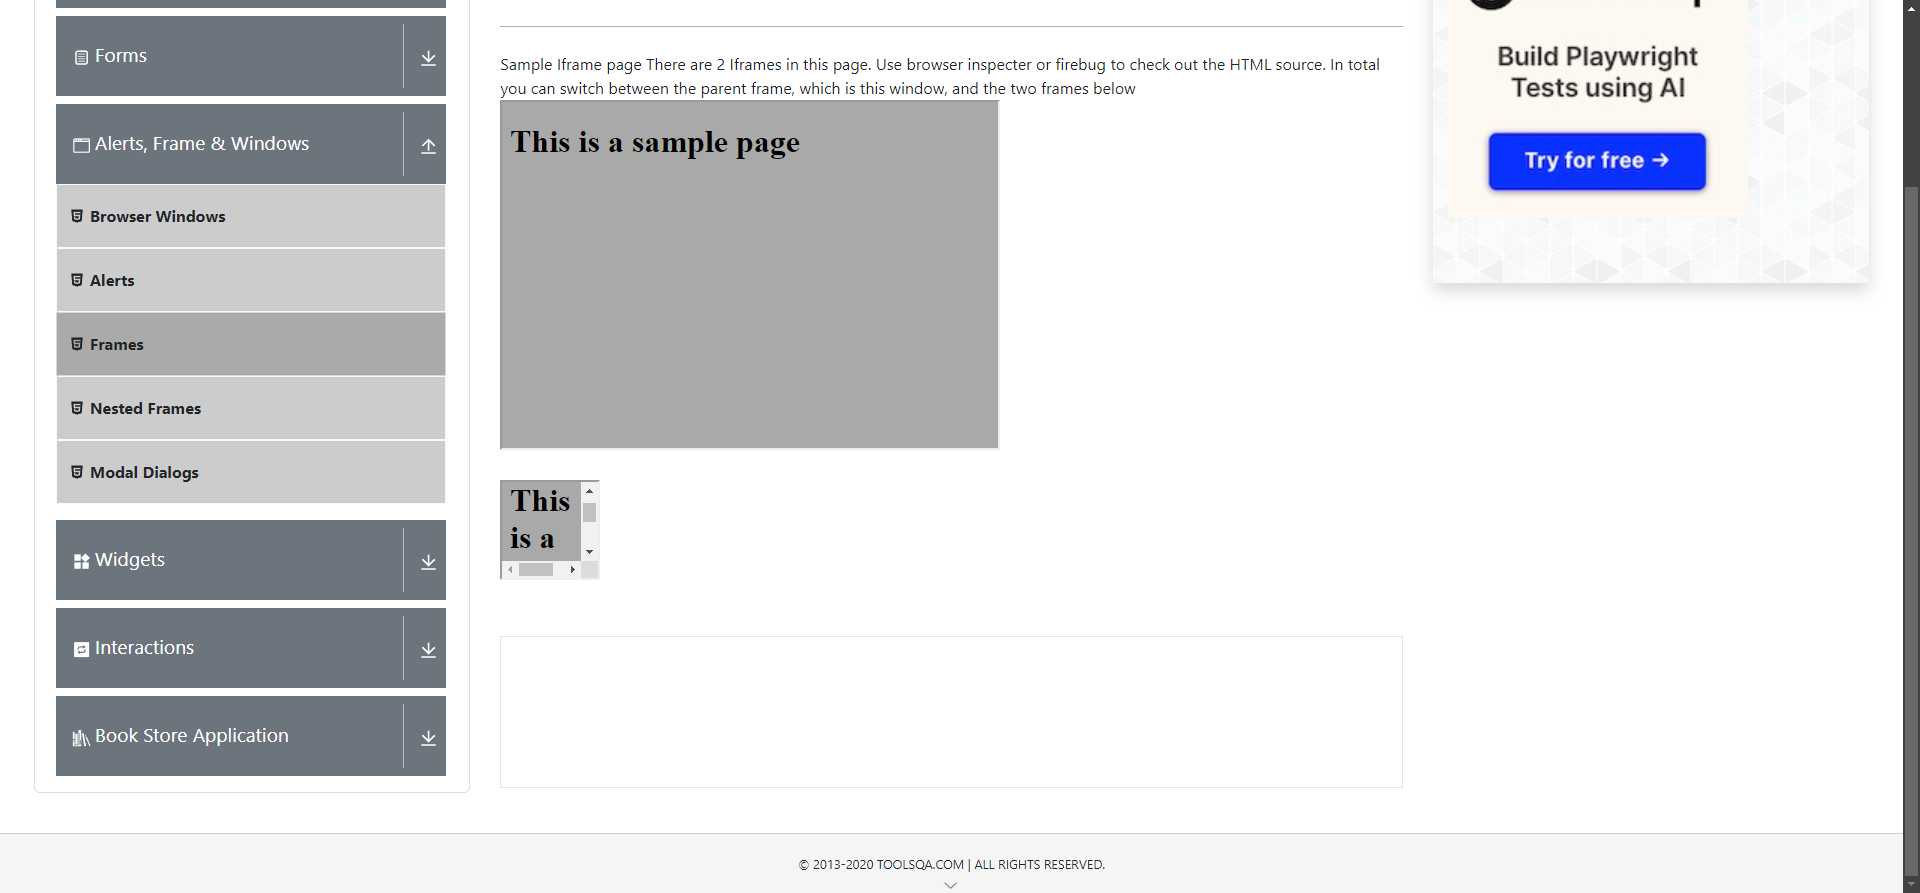 Forms
Alerts, Frame & Windows
Browser Windows
Alerts
Frames
Nested Frames
Modal Dialogs
Widgets
Interactions
Book Store Application
Sample Iframe page There are 2 Iframes in this page. Use browser inspecter or firebug to check out the HTML source. In total
you can switch between the parent frame, which is this window, and the two frames below
This is a sample page
This
is a
Build Playwright
Tests using AI
Try for free →
© 2013-2020 TOOLSQA.COM | ALL RIGHTS RESERVED.